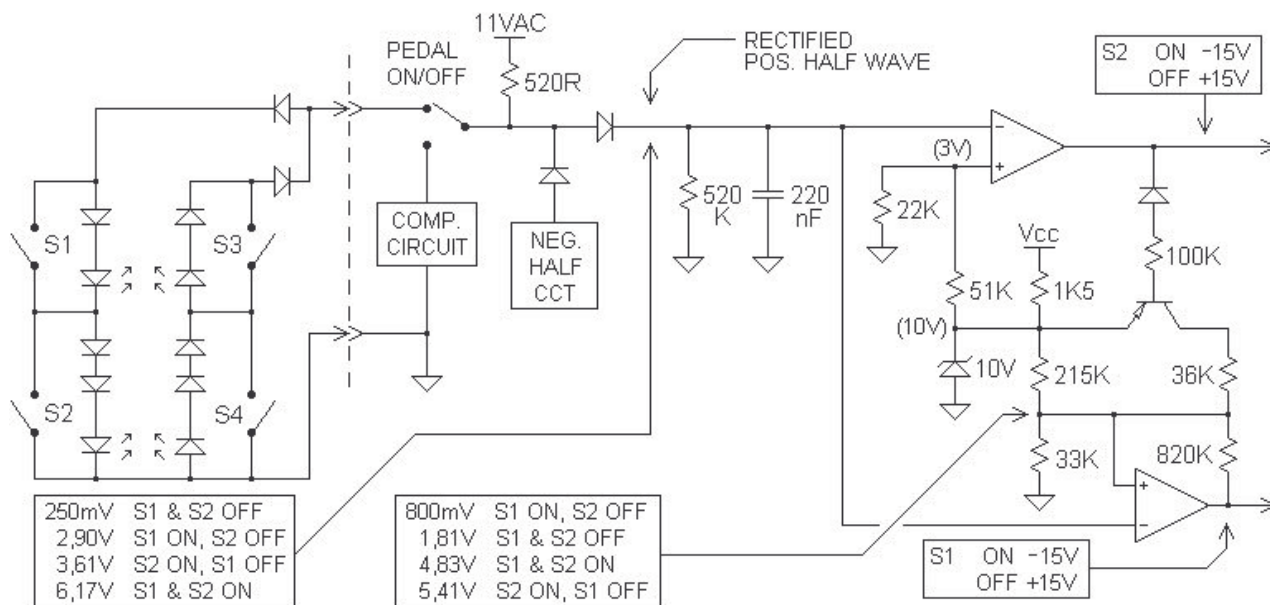 11VAC
PEDAL
ON/OFF
520R
RECTIFIED
POS. HALF WAVE
S2 ON -15V
OFF +15V
(3V)
−
+
520
K
220
nF
22K
Vcc
100K
S1
S3
COMP.
CIRCUIT
NEG.
HALF
CCT
51K
1K5
(10V)
10V
215K
36K
S2
S4
33K
820K
+
−
250mV S1 & S2 OFF
2,90V S1 ON, S2 OFF
3,61V S2 ON, S1 OFF
6,17V S1 & S2 ON
800mV S1 ON, S2 OFF
1,81V S1 & S2 OFF
4,83V S1 & S2 ON
5,41V S2 ON, S1 OFF
S1 ON -15V
OFF +15V